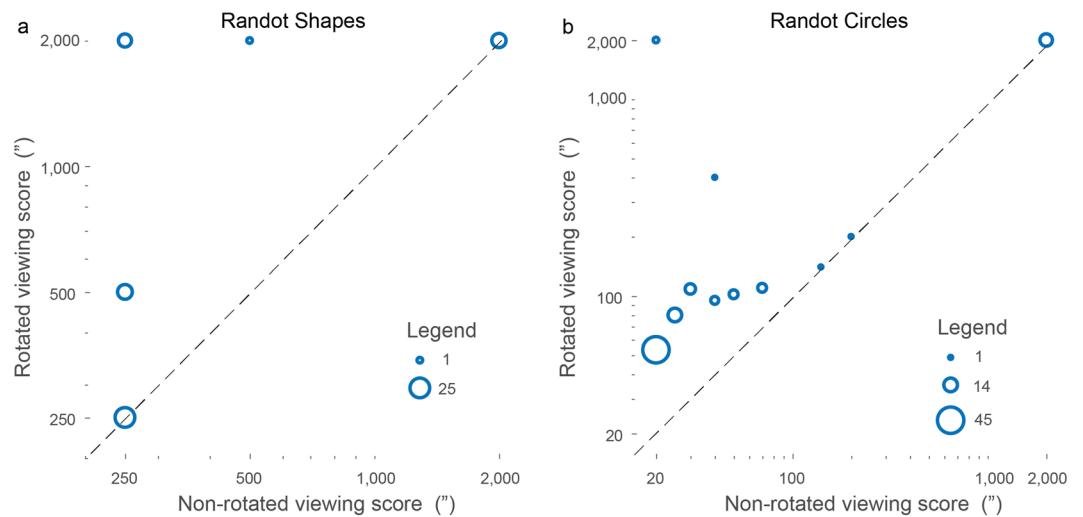 a
Randot Shapes
2,000
1,000
500
250
Rotated viewing score (”)
250
500
1,000
2,000
Non-rotated viewing score (”)
Legend
1
25
b
Randot Circles
2,000
1,000
100
20
Rotated viewing score (”)
20
100
1,000
2,000
Non-rotated viewing score (”)
Legend
1
14
45